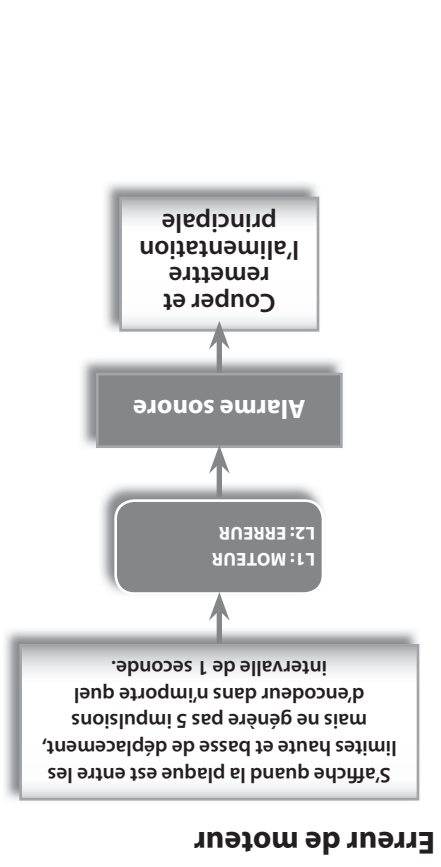 Erreur de moteur
S'affiche quand la plaque est entre les
limites haute et basse de déplacement,
mais ne génère pas 5 impulsions
d'encodeur dans n'importe quel
intervalle de 1 seconde.
L1: MOTEUR
L2: ERREUR
Alarme sonore
Couper et
remettre
l'alimentation
principale